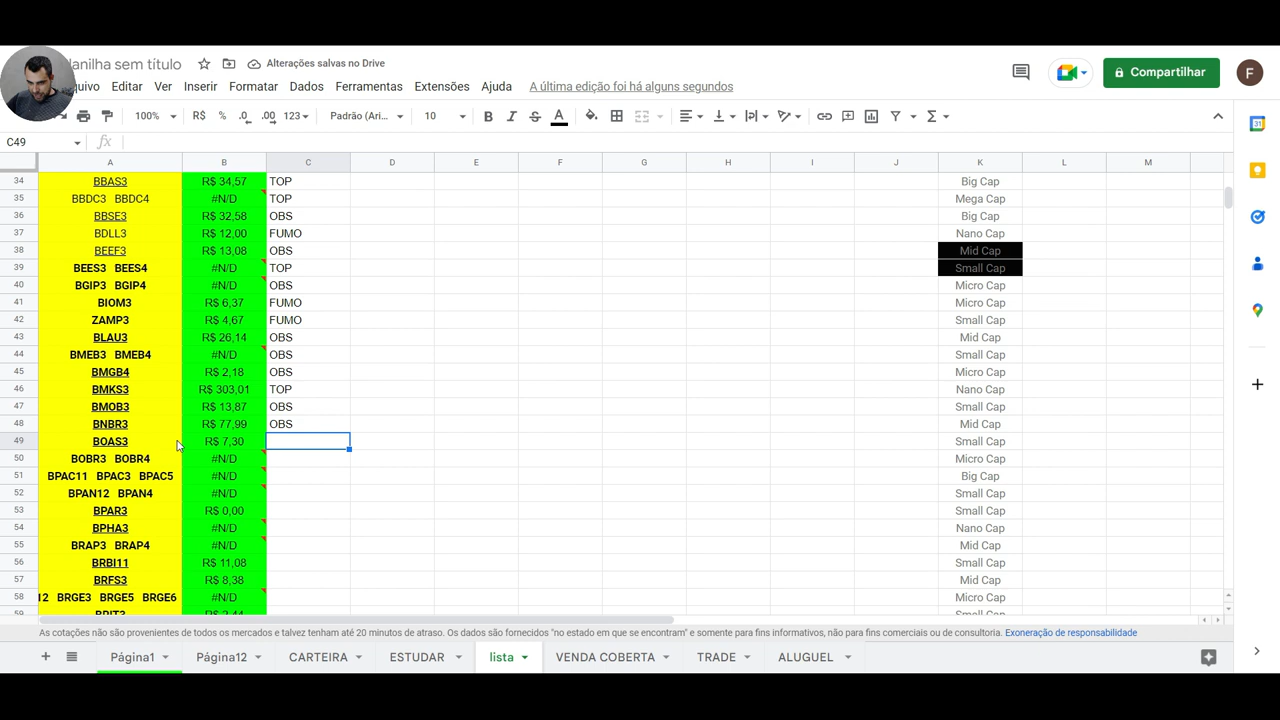 lanilha sem título
Alterações salvas no Drive
quivo Editar Ver Inserir Formatar Dados Ferramentas Extensões Ajuda A última edição foi há alguns segundos
Compartilhar F
100% R$ % .0 .00 123 Padrão (Ari... 10 B I S A Σ
C49 fx
A B C D E F G H I J K L M
34 BBAS3 R$ 34,57 TOP Big Cap
35 BBDC3 BBDC4 #N/D TOP Mega Cap
36 BBSE3 R$ 32,58 OBS Big Cap
37 BDLL3 R$ 12,00 FUMO Nano Cap
38 BEEF3 R$ 13,08 OBS Mid Cap
39 BEES3 BEES4 #N/D TOP Small Cap
40 BGIP3 BGIP4 #N/D OBS Micro Cap
41 BIOM3 R$ 6,37 FUMO Micro Cap
42 ZAMP3 R$ 4,67 FUMO Small Cap
43 BLAU3 R$ 26,14 OBS Mid Cap
44 BMEB3 BMEB4 #N/D OBS Small Cap
45 BMGB4 R$ 2,18 OBS Micro Cap
46 BMKS3 R$ 303,01 TOP Nano Cap
47 BMOB3 R$ 13,87 OBS Small Cap
48 BNBR3 R$ 77,99 OBS Mid Cap
49 BOAS3 R$ 7,30 Small Cap
50 BOBR3 BOBR4 #N/D Micro Cap
51 BPAC11 BPAC3 BPAC5 #N/D Big Cap
52 BPAN12 BPAN4 #N/D Small Cap
53 BPAR3 R$ 0,00 Small Cap
54 BPHA3 #N/D Nano Cap
55 BRAP3 BRAP4 #N/D Mid Cap
56 BRBI11 R$ 11,08 Small Cap
57 BRFS3 R$ 8,38 Mid Cap
58 12 BRGE3 BRGE5 BRGE6 #N/D Micro Cap
59 BRIT3 R$ 2,44 Small Cap
As cotações não são provenientes de todos os mercados e talvez tenham até 20 minutos de atraso. Os dados são fornecidos "no estado em que se encontram" e somente para fins informativos, não para fins comerciais ou de consultoria. Exoneração de responsabilidade
Página1 Página12 CARTEIRA ESTUDAR lista VENDA COBERTA TRADE ALUGUEL